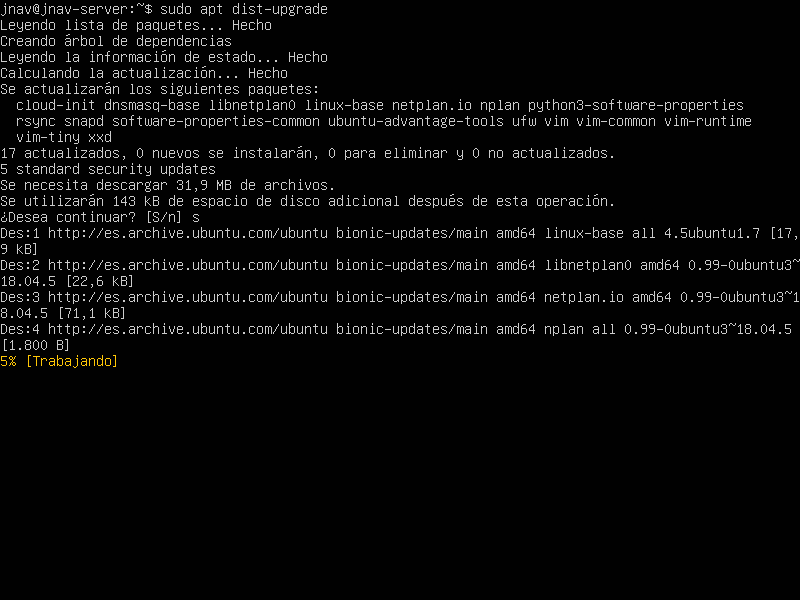 jnav@jnav-server:~$ sudo apt dist-upgrade
Leyendo lista de paquetes... Hecho
Creando árbol de dependencias
Leyendo la información de estado... Hecho
Calculando la actualización... Hecho
Se actualizarán los siguientes paquetes:
  cloud-init dnsmasq-base libnetplan0 linux-base netplan.io nplan python3-software-properties
  rsync snapd software-properties-common ubuntu-advantage-tools ufw vim vim-common vim-runtime
  vim-tiny xxd
17 actualizados, 0 nuevos se instalarán, 0 para eliminar y 0 no actualizados.
5 standard security updates
Se necesita descargar 31,9 MB de archivos.
Se utilizarán 143 kB de espacio de disco adicional después de esta operación.
¿Desea continuar? [S/n] s
Des:1 http://es.archive.ubuntu.com/ubuntu bionic-updates/main amd64 linux-base all 4.5ubuntu1.7 [17,
9 kB]
Des:2 http://es.archive.ubuntu.com/ubuntu bionic-updates/main amd64 libnetplan0 amd64 0.99-0ubuntu3~
18.04.5 [22,6 kB]
Des:3 http://es.archive.ubuntu.com/ubuntu bionic-updates/main amd64 netplan.io amd64 0.99-0ubuntu3~1
8.04.5 [71,1 kB]
Des:4 http://es.archive.ubuntu.com/ubuntu bionic-updates/main amd64 nplan all 0.99-0ubuntu3~18.04.5
[1.800 B]
5% [Trabajando]